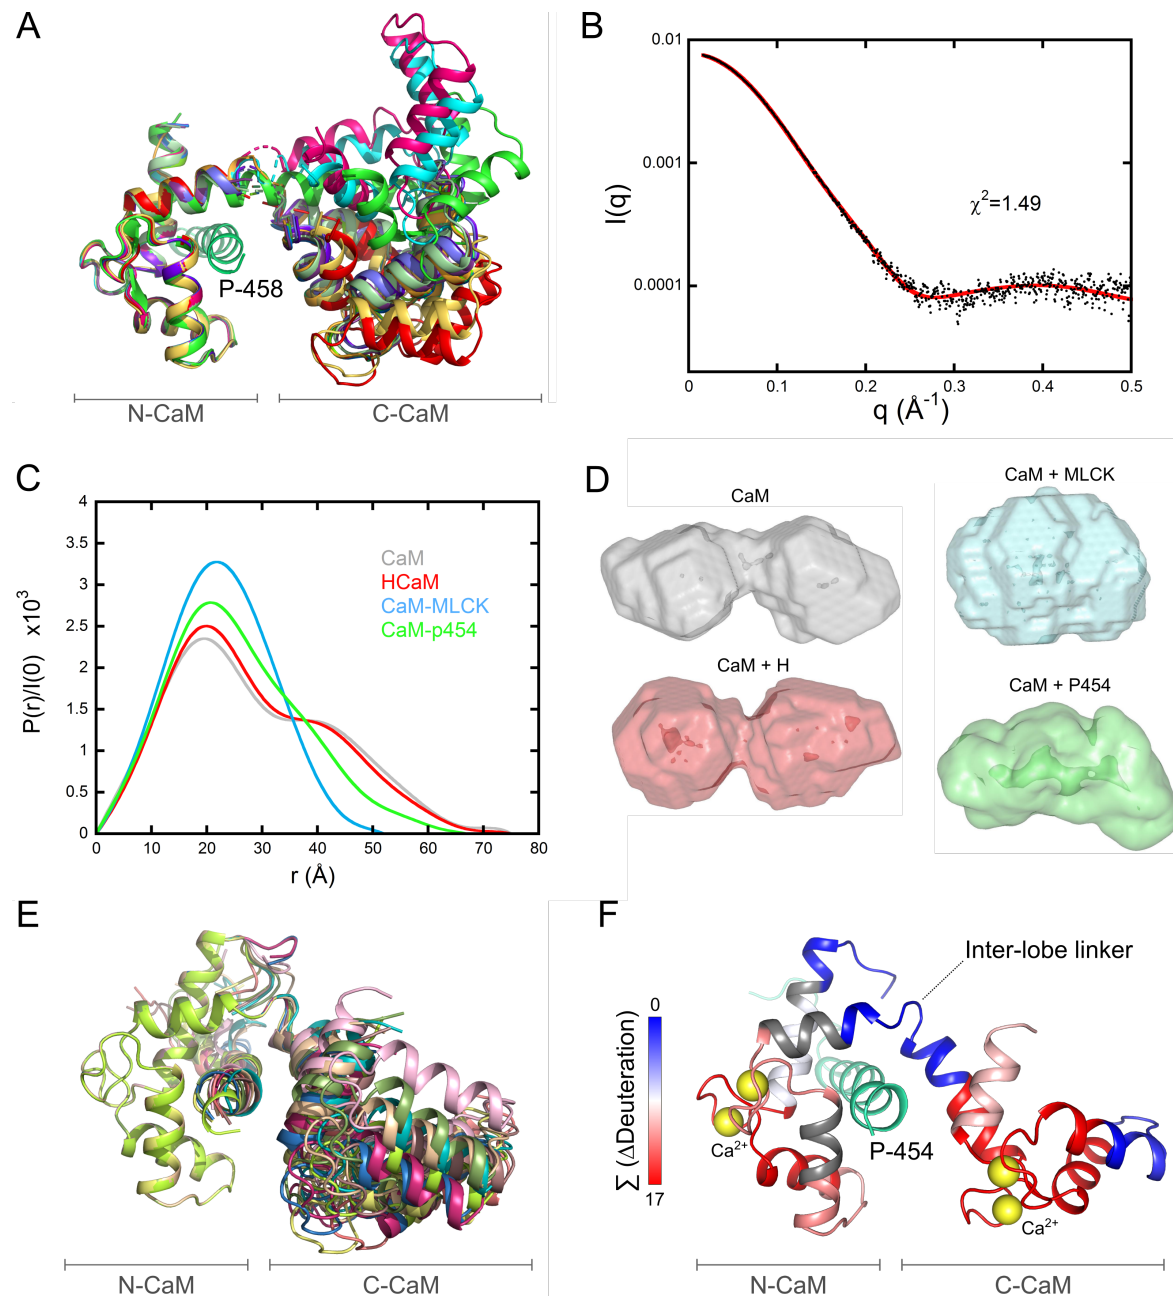 A
P-458
N-CaM
C-CaM
B
0.01
0.001
0.0001
I(q)
χ²=1.49
0
0.1
0.2
0.3
0.4
0.5
q (Å⁻¹)
C
4
3.5
3
2.5
2
1.5
1
0.5
0
P(r)/I(0) x10³
CaM
HCaM
CaM-MLCK
CaM-p454
0
10
20
30
40
50
60
70
80
r (Å)
D
CaM
CaM + MLCK
CaM + H
CaM + P454
E
N-CaM
C-CaM
F
Inter-lobe linker
0
17
Σ (ΔDeuteration)
Ca²⁺
P-454
Ca²⁺
N-CaM
C-CaM